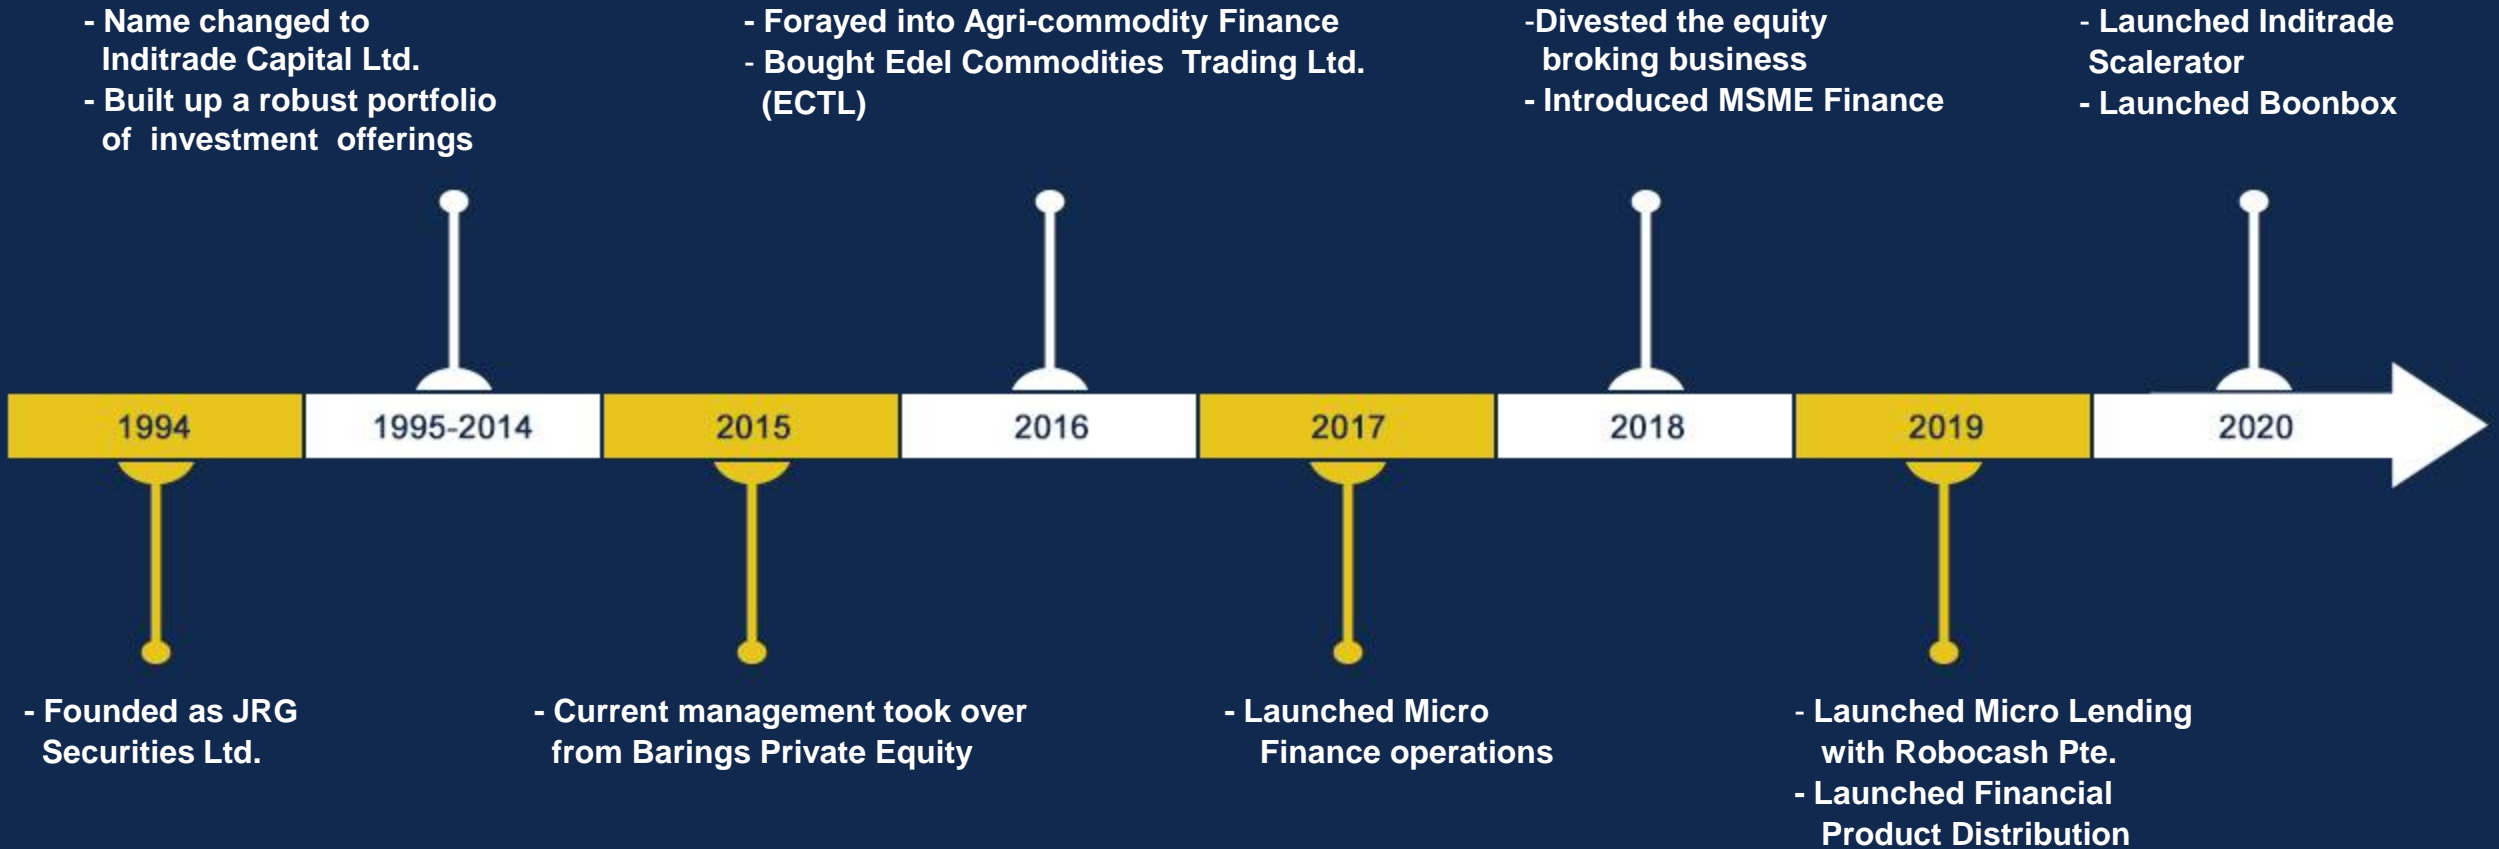 - Name changed to
Inditrade Capital Ltd.
- Built up a robust portfolio
of investment offerings
- Forayed into Agri-commodity Finance
- Bought Edel Commodities Trading Ltd.
(ECTL)
-Divested the equity
broking business
- Introduced MSME Finance
- Launched Inditrade
Scalerator
- Launched Boonbox
1994
1995-2014
2015
2016
2017
2018
2019
2020
- Founded as JRG
Securities Ltd.
- Current management took over
from Barings Private Equity
- Launched Micro
Finance operations
- Launched Micro Lending
with Robocash Pte.
- Launched Financial
Product Distribution